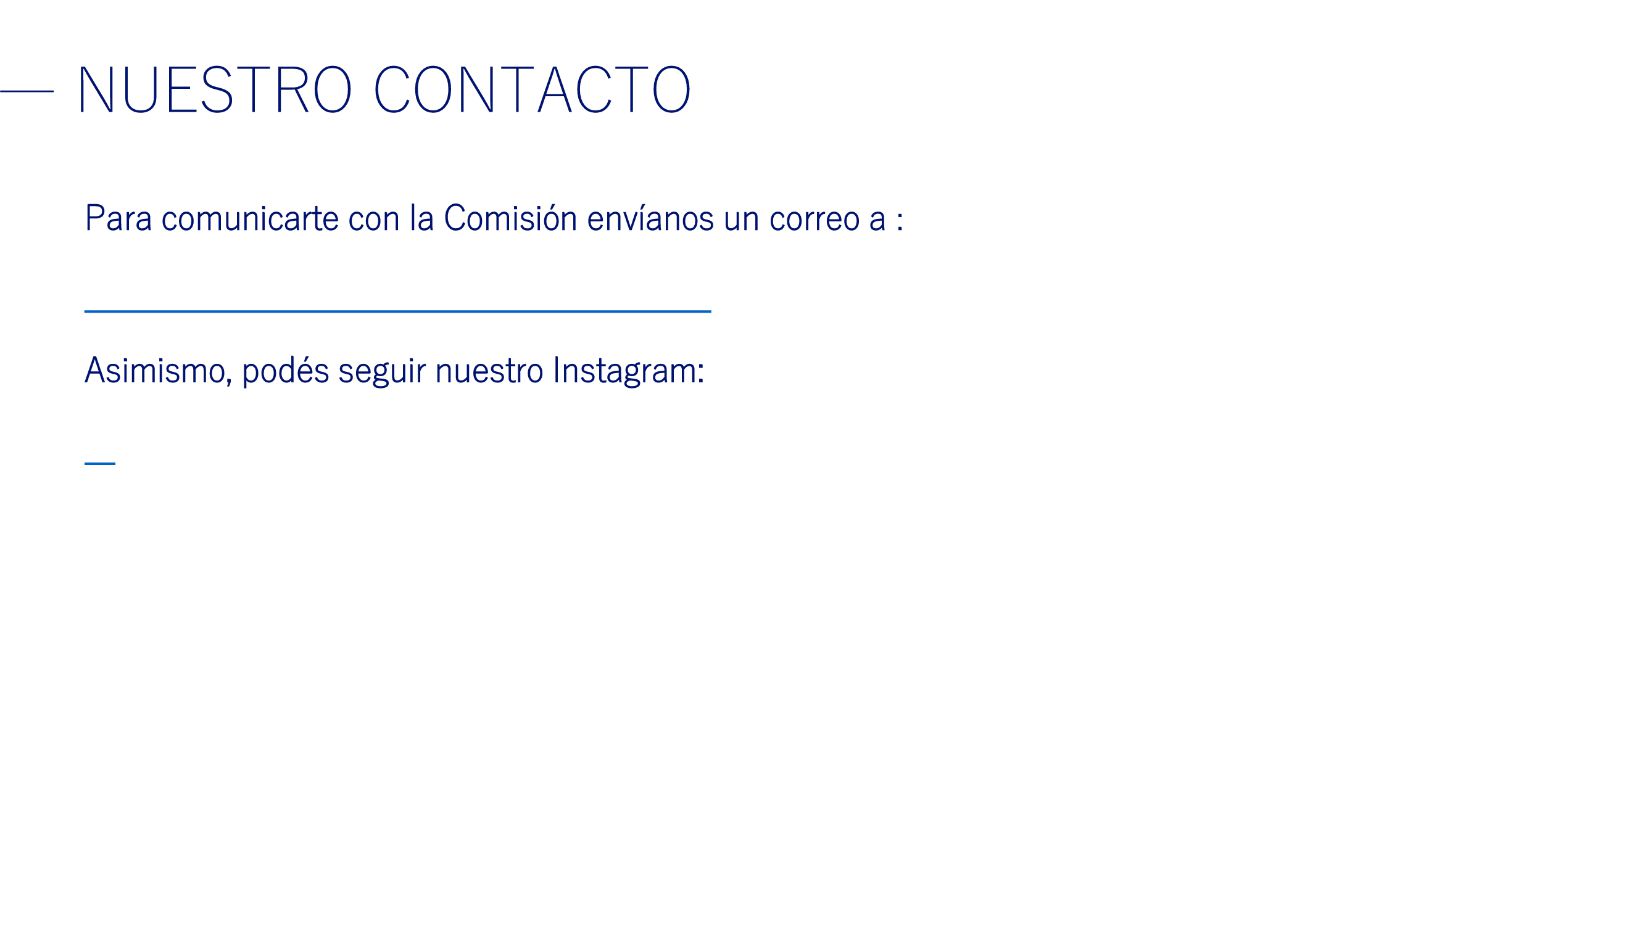 NUESTRO CONTACTO
Para comunicarte con la Comisión envíanos un correo a :
Asimismo, podés seguir nuestro Instagram: